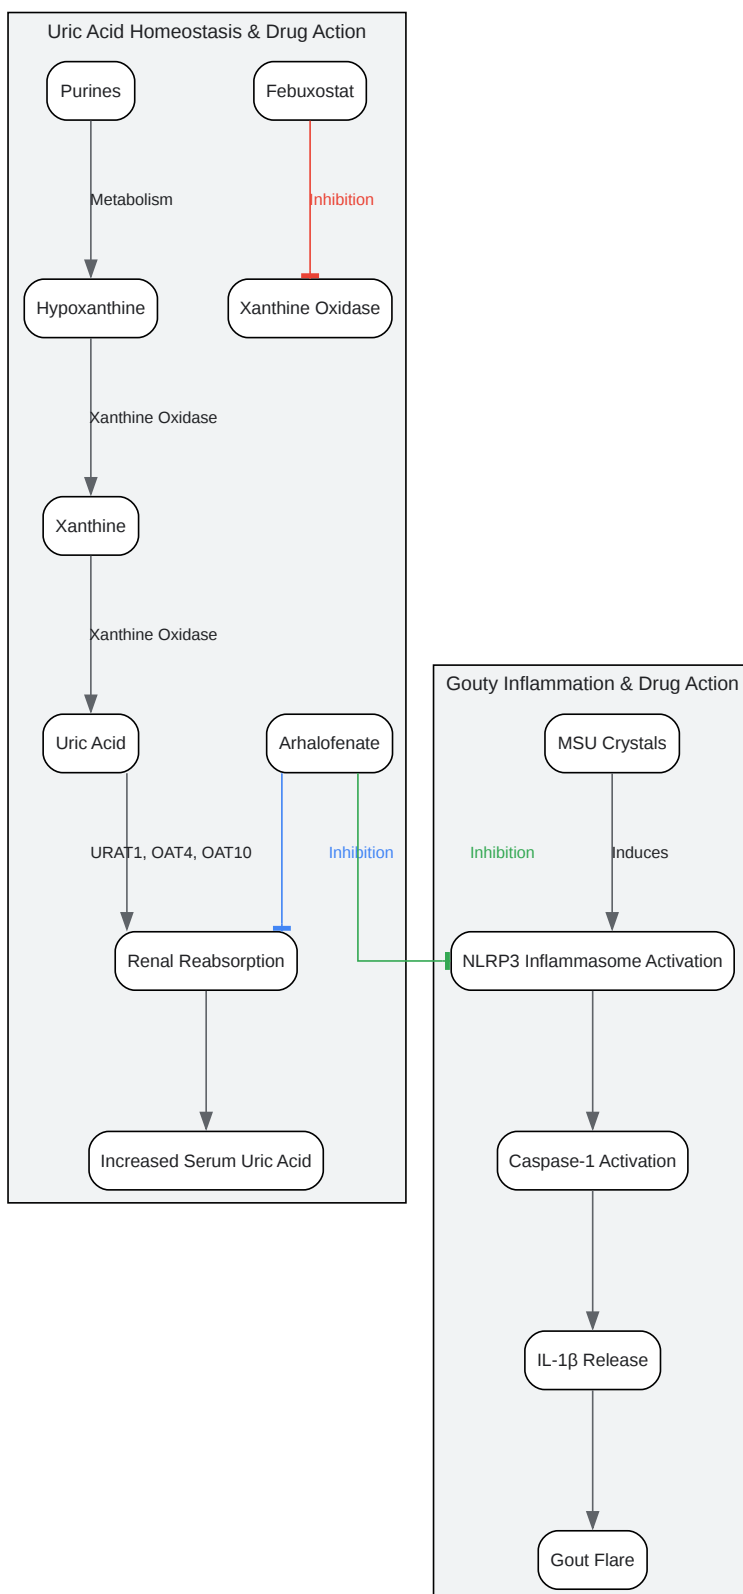 Uric Acid Homeostasis & Drug Action
Purines
Febuxostat
Metabolism
Inhibition
Hypoxanthine
Xanthine Oxidase
Xanthine Oxidase
Xanthine
Xanthine Oxidase
Uric Acid
Arhalofenate
URAT1, OAT4, OAT10
Inhibition
Renal Reabsorption
Increased Serum Uric Acid
Gouty Inflammation & Drug Action
MSU Crystals
Inhibition
Induces
NLRP3 Inflammasome Activation
Caspase-1 Activation
IL-1β Release
Gout Flare